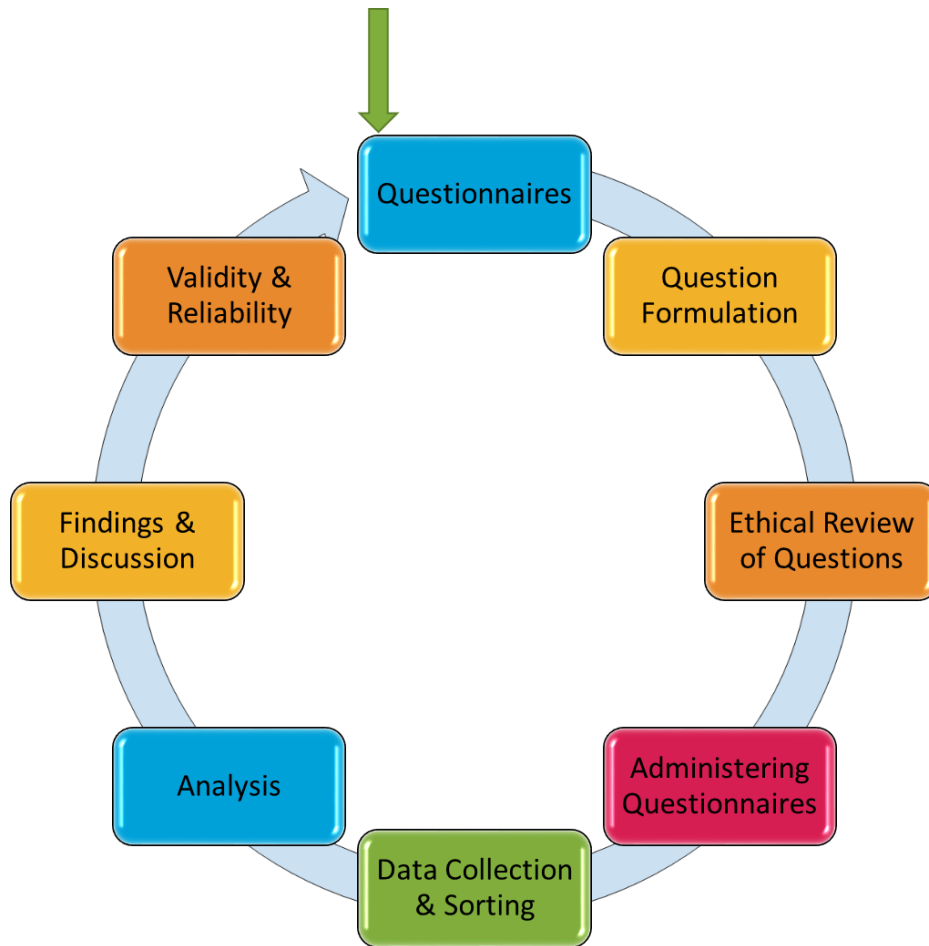 Questionnaires
Question
Formulation
Ethical Review
of Questions
Administering
Questionnaires
Data Collection
& Sorting
Analysis
Findings &
Discussion
Validity &
Reliability